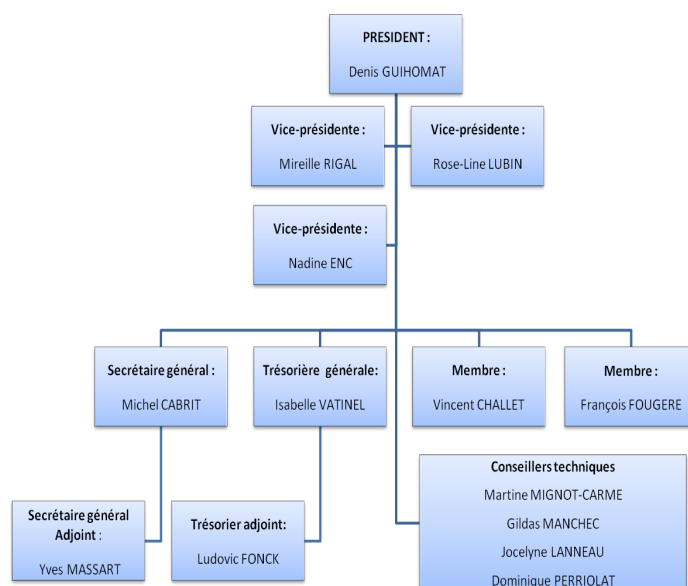 PRESIDENT :
Denis GUIHOMAT
Vice-présidente :
Mireille RIGAL
Vice-présidente :
Rose-Line LUBIN
Vice-présidente :
Nadine ENC
Secrétaire général :
Michel CABRIT
Trésorière générale:
Isabelle VATINEL
Membre :
Vincent CHALLET
Membre :
François FOUGERE
Secrétaire général
Adjoint :
Yves MASSART
Trésorier adjoint:
Ludovic FONCK
Conseillers techniques
Martine MIGNOT-CARME
Gildas MANCHEC
Jocelyne LANNEAU
Dominique PERRIOLAT